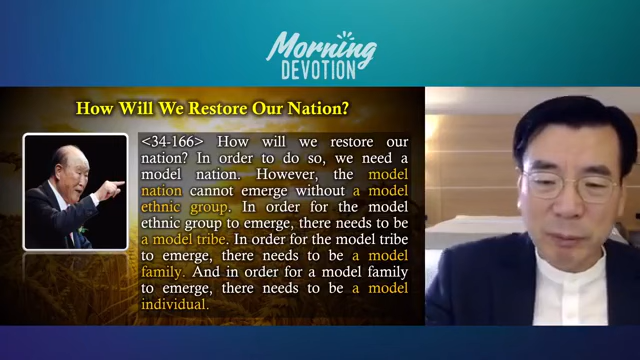 Morning
DEVOTION
How Will We Restore Our Nation?
<34-166> How will we restore our
nation? In order to do so, we need a
model nation. However, the model
nation cannot emerge without a model
ethnic group. In order for the model
ethnic group to emerge, there needs to be
a model tribe. In order for the model tribe
to emerge, there needs to be a model
family. And in order for a model family
to emerge, there needs to be a model
individual.